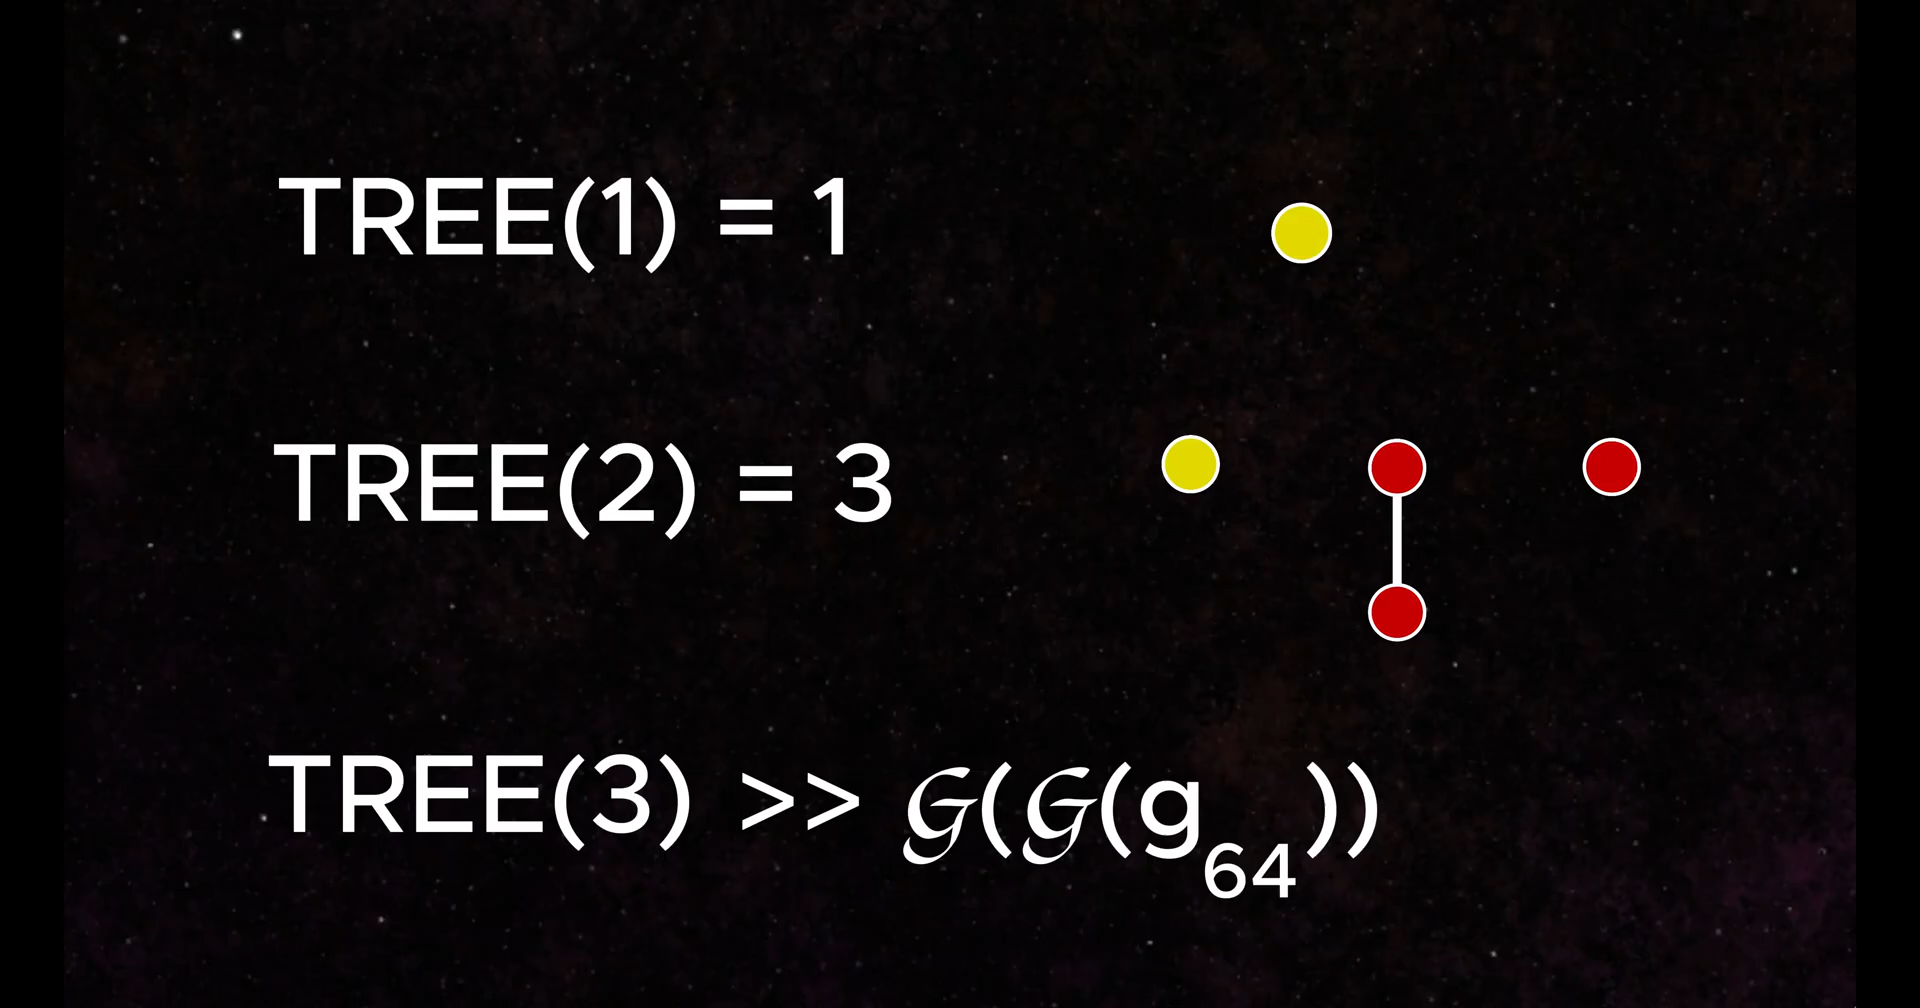 TREE(1) = 1
TREE(2) = 3
TREE(3) >> 𝒢(𝒢(g₆₄))